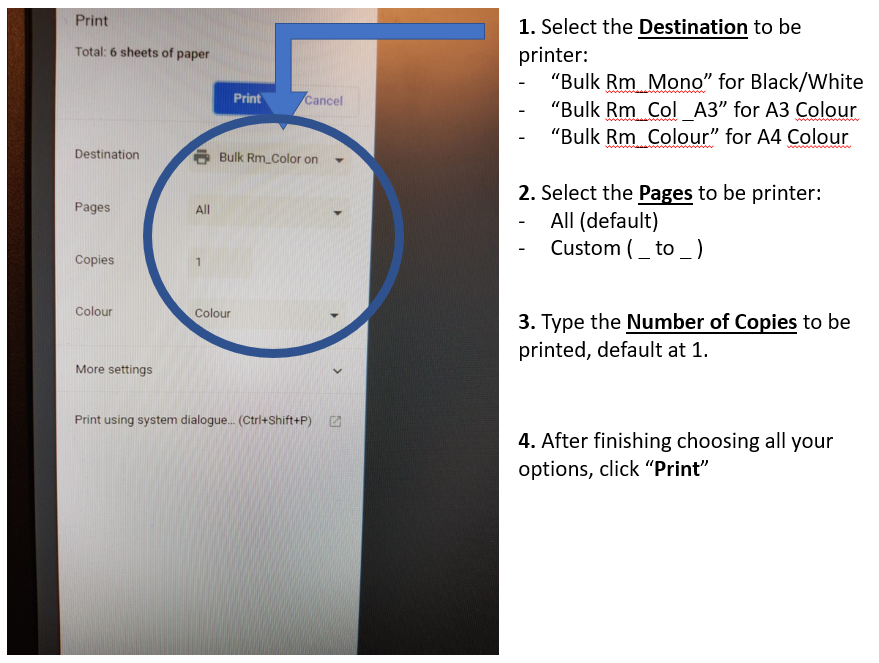 Print
Total: 6 sheets of paper
Print
Cancel
Destination
Bulk Rm_Color on
Pages
All
Copies
1
Colour
Colour
More settings
Print using system dialogue... (Ctrl+Shift+P)
1. Select the Destination to be
printer:
- “Bulk Rm_Mono” for Black/White
- “Bulk Rm_Col _A3” for A3 Colour
- “Bulk Rm_Colour” for A4 Colour
2. Select the Pages to be printer:
- All (default)
- Custom ( _ to _ )
3. Type the Number of Copies to be
printed, default at 1.
4. After finishing choosing all your
options, click “Print”